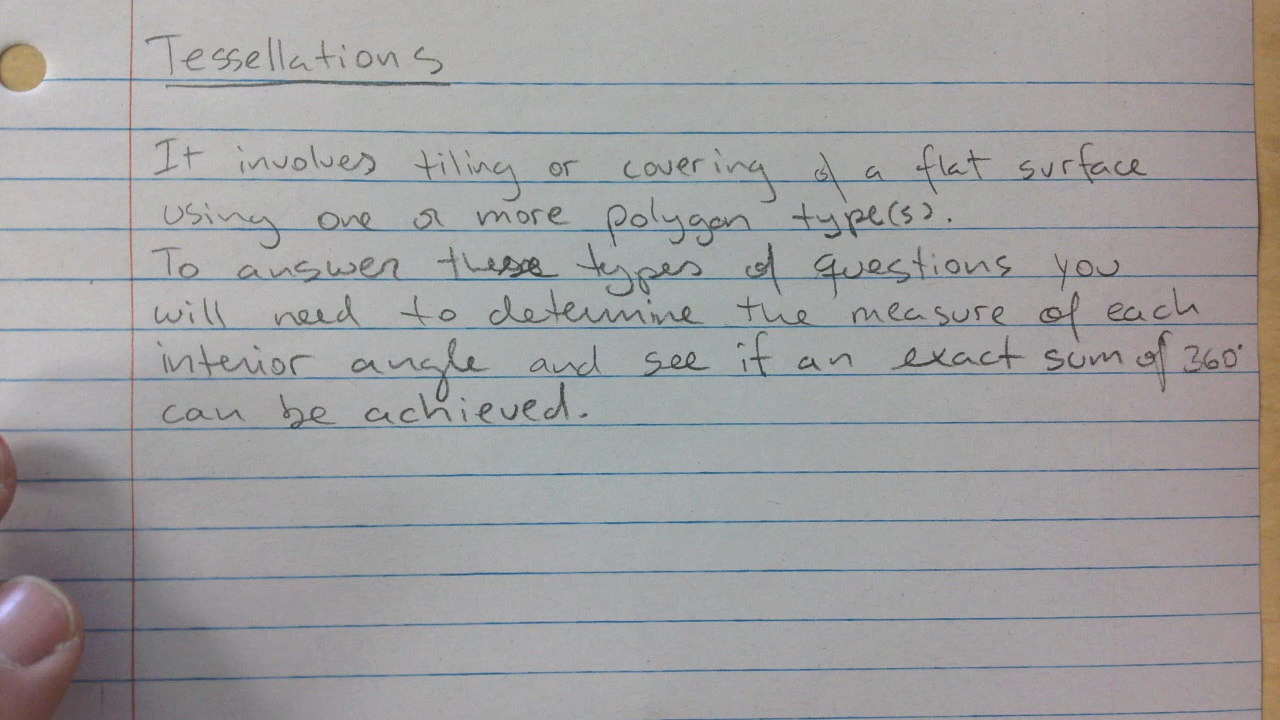 Tessellations
It involves tiling or covering of a flat surface
using one or more polygon type(s).
To answer these types of questions you
will need to determine the measure of each
interior angle and see if an exact sum of 360°
can be achieved.